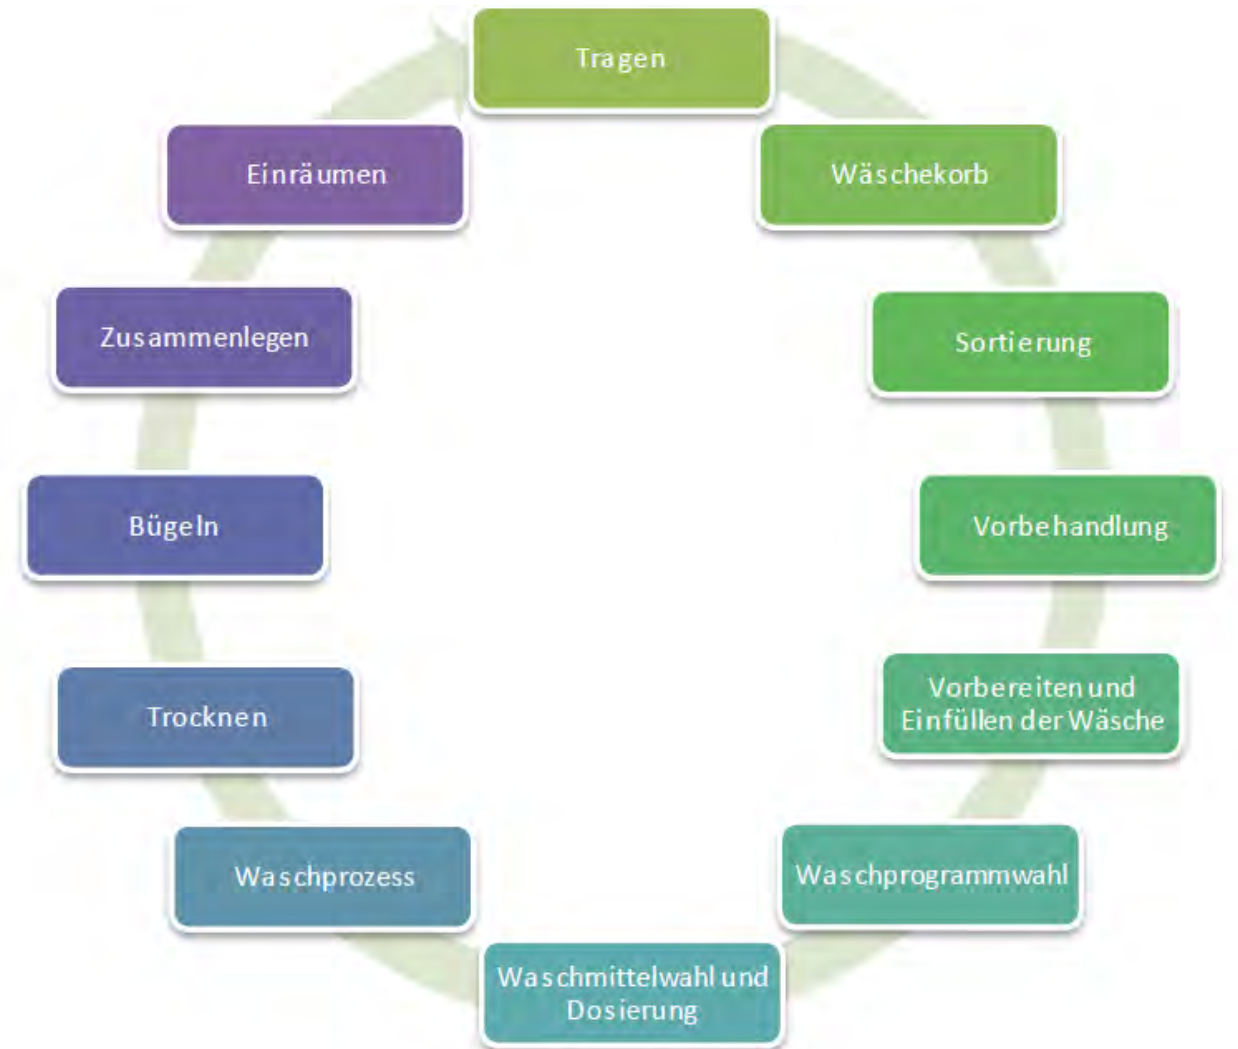 Tragen
Wäschekorb
Sortierung
Vorbehandlung
Vorbereiten und
Einfüllen der Wäsche
Waschprogrammwahl
Waschmittelwahl und
Dosierung
Waschprozess
Trocknen
Bügeln
Zusammenlegen
Einräumen